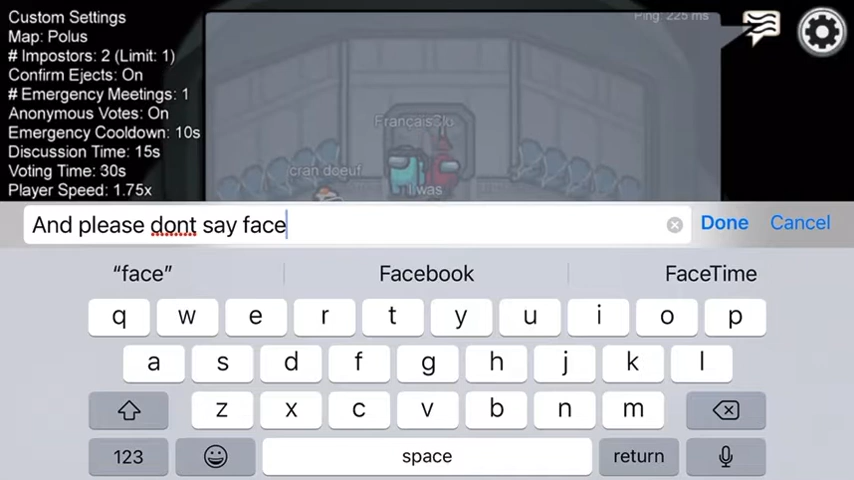 Custom Settings
Map: Polus
# Impostors: 2 (Limit: 1)
Confirm Ejects: On
# Emergency Meetings: 1
Anonymous Votes: On
Emergency Cooldown: 10s
Discussion Time: 15s
Voting Time: 30s
Player Speed: 1.75x
Ping: 225 ms
FrançaisClo
cran doeuf
I was
And please dont say face
Done
Cancel
“face”
Facebook
FaceTime
q w e r t y u i o p
a s d f g h j k l
z x c v b n m
123
space
return